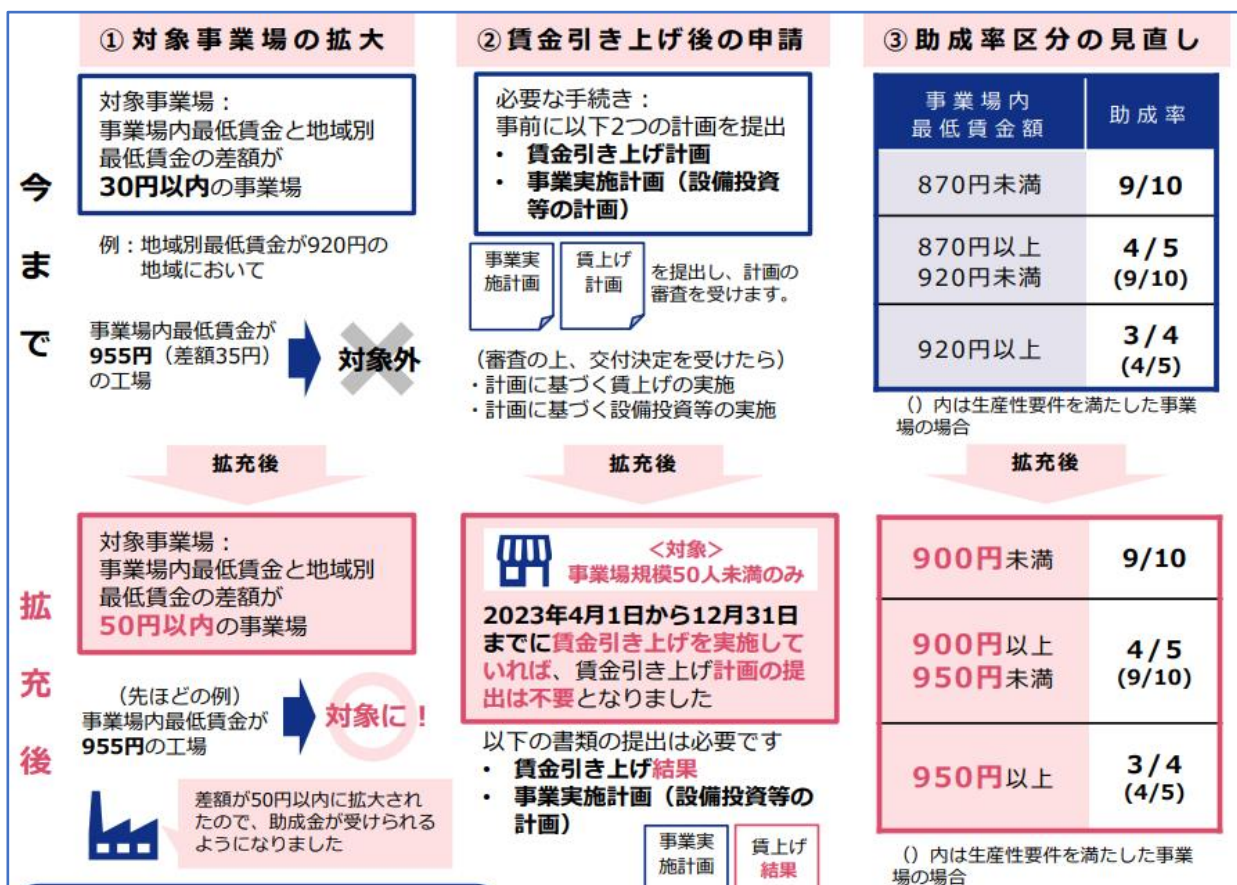 ①対象事業場の拡大
②賃金引き上げ後の申請
③助成率区分の見直し
今まで
対象事業場：
事業場内最低賃金と地域別
最低賃金の差額が
30円以内の事業場
例：地域別最低賃金が920円の
地域において
事業場内最低賃金が
955円（差額35円）
の工場
対象外
必要な手続き：
事前に以下2つの計画を提出
• 賃金引き上げ計画
• 事業実施計画（設備投資
等の計画）
事業実
施計画
賃上げ
計画
を提出し、計画の
審査を受けます。
（審査の上、交付決定を受けたら）
・計画に基づく賃上げの実施
・計画に基づく設備投資等の実施
事業場内
最低賃金額
助成率
870円未満
9/10
870円以上
920円未満
4/5
(9/10)
920円以上
3/4
(4/5)
（）内は生産性要件を満たした事業
場の場合
拡充後
拡充後
拡充後
拡充後
対象事業場：
事業場内最低賃金と地域別
最低賃金の差額が
50円以内の事業場
（先ほどの例）
事業場内最低賃金が
955円の工場
対象に！
差額が50円以内に拡大され
たので、助成金が受けられる
ようになりました
＜対象＞
事業場規模50人未満のみ
2023年4月1日から12月31日
までに賃金引き上げを実施して
いれば、賃金引き上げ計画の提
出は不要となりました
以下の書類の提出は必要です
• 賃金引き上げ結果
• 事業実施計画（設備投資等の
計画）
事業実
施計画
賃上げ
結果
900円未満
9/10
900円以上
950円未満
4/5
(9/10)
950円以上
3/4
(4/5)
（）内は生産性要件を満たした事業
場の場合